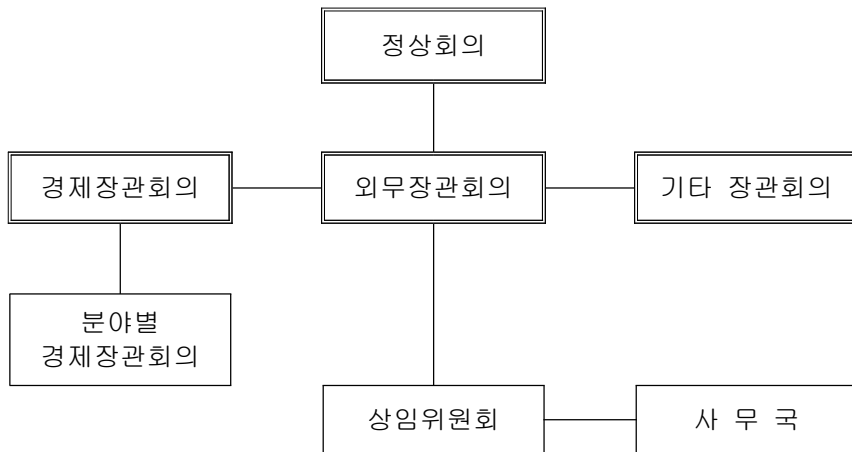 정상회의
경제장관회의
외무장관회의
기타 장관회의
분야별
경제장관회의
상임위원회
사 무 국